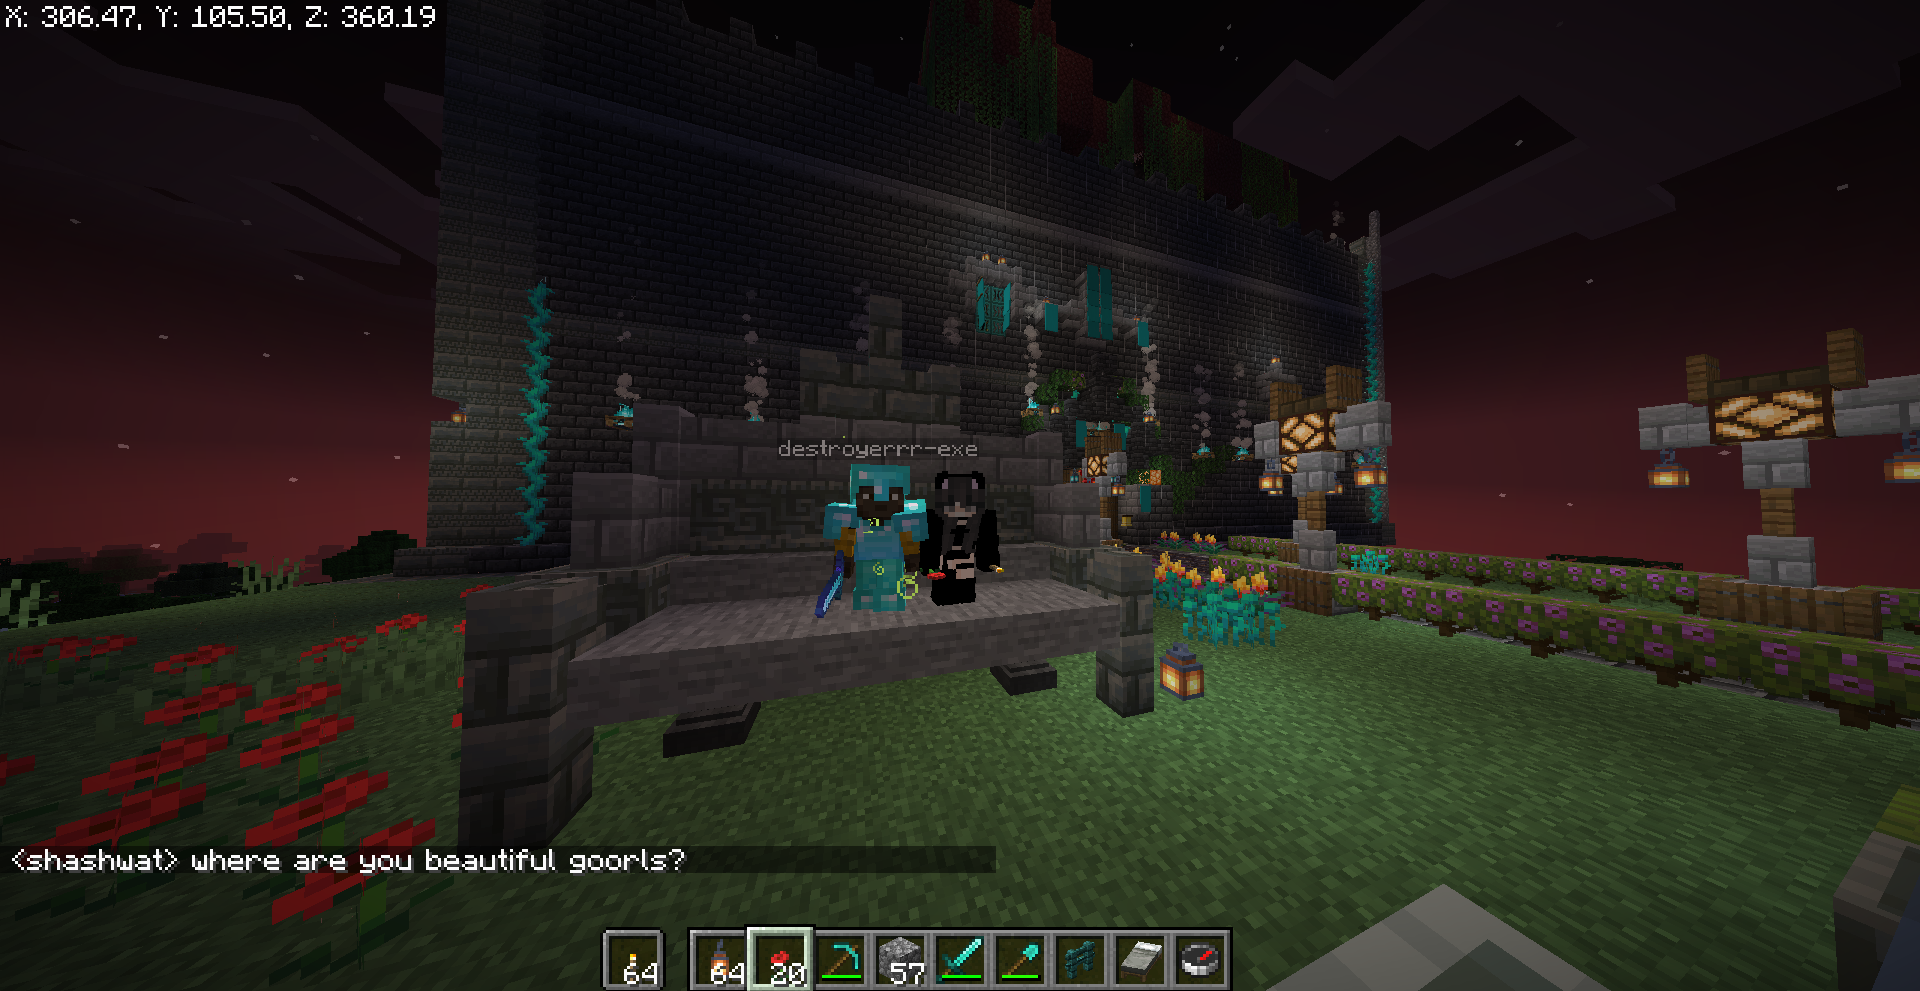 X: 306.47, Y: 105.50, Z: 360.19
destroyerrr-exe
<shashwat> where are you beautiful goorls?
64 64 20 57